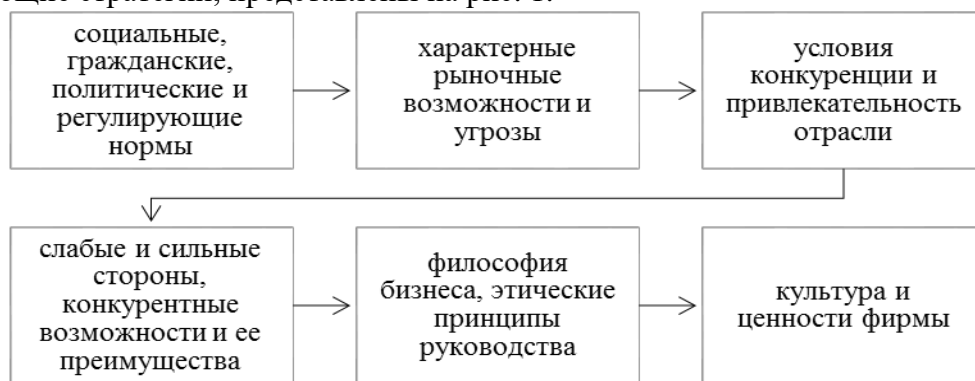 социальные,
гражданские,
политические и
регулирующие
нормы
характерные
рыночные
возможности и
угрозы
условия
конкуренции и
привлекательность
отрасли
слабые и сильные
стороны,
конкурентные
возможности и ее
преимущества
философия
бизнеса, этические
принципы
руководства
культура и
ценности фирмы